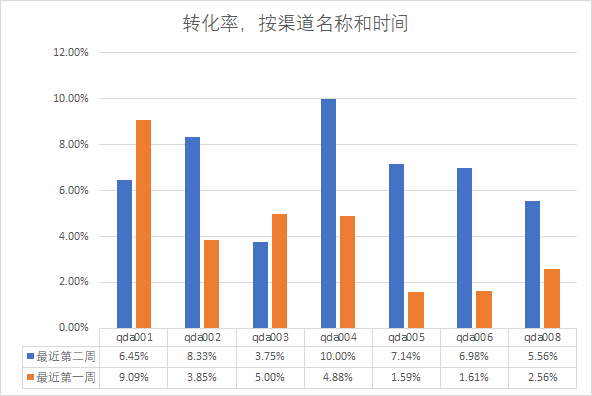 转化率，按渠道名称和时间
12.00%
10.00%
8.00%
6.00%
4.00%
2.00%
0.00%
qda001 qda002 qda003 qda004 qda005 qda006 qda008
最近第二周 6.45% 8.33% 3.75% 10.00% 7.14% 6.98% 5.56%
最近第一周 9.09% 3.85% 5.00% 4.88% 1.59% 1.61% 2.56%